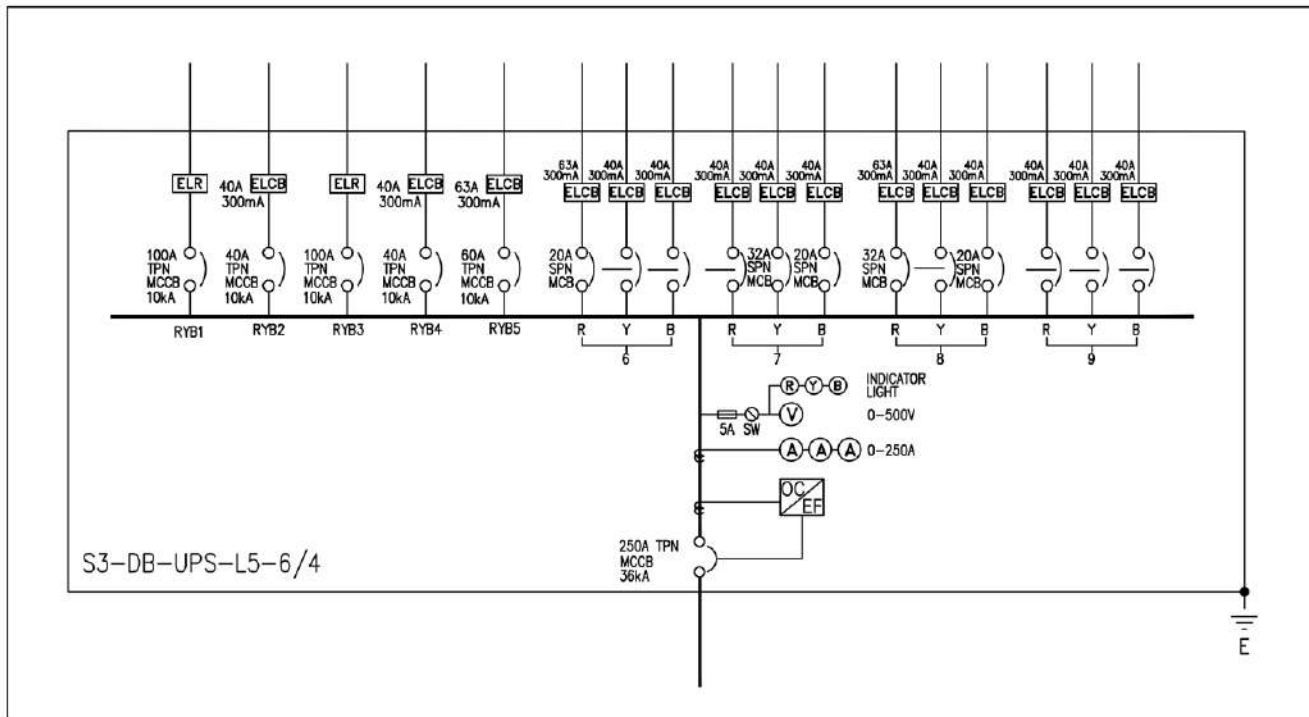 63A 40A 40A 40A 40A 40A 63A 40A 40A 40A 40A 40A
300mA 300mA 300mA 300mA 300mA 300mA 300mA 300mA 300mA 300mA 300mA 300mA
ELR 40A ELCB ELR 40A ELCB 63A ELCB ELCB ELCB ELCB ELCB ELCB ELCB ELCB ELCB ELCB ELCB ELCB ELCB
300mA 300mA 300mA
100A 40A 100A 40A 60A 20A 32A 20A 32A 20A
TPN TPN TPN TPN TPN SPN SPN SPN SPN SPN
MCCB MCCB MCCB MCCB MCCB MCB MCB MCB MCB MCB
10kA 10kA 10kA 10kA 10kA
RYB1 RYB2 RYB3 RYB4 RYB5 R Y B R Y B R Y B R Y B
6 7 8 9
R Y B INDICATOR
LIGHT
5A SW V 0-500V
A A A 0-250A
OC/EF
250A TPN
MCCB
36kA
S3-DB-UPS-L5-6/4
E